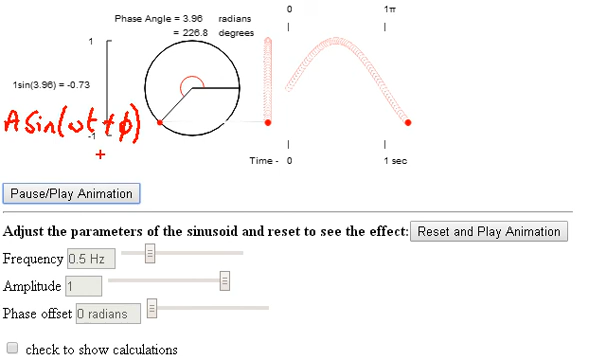 0 1π
Phase Angle = 3.96 radians
= 226.8 degrees
1
1sin(3.96) = -0.73
A sin(ωt + φ)
-1
Time - 0 1 sec
Pause/Play Animation
Adjust the parameters of the sinusoid and reset to see the effect: Reset and Play Animation
Frequency 0.5 Hz
Amplitude 1
Phase offset 0 radians
check to show calculations